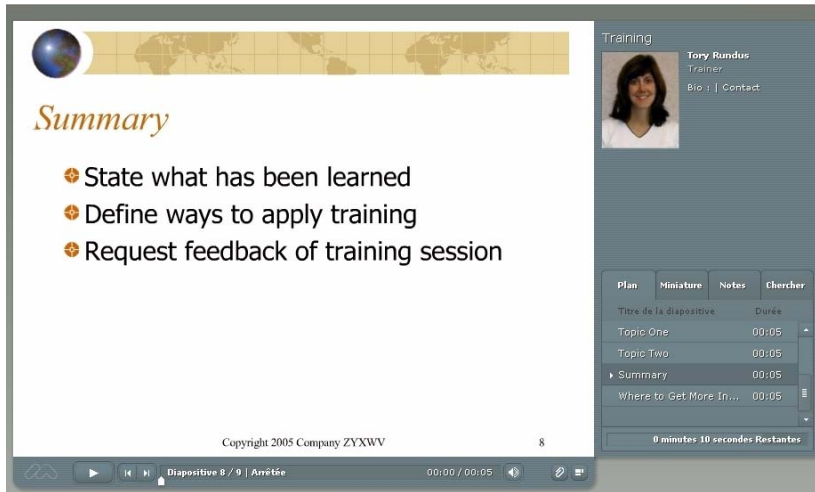 Summary
State what has been learned
Define ways to apply training
Request feedback of training session
Copyright 2005 Company ZYXWV
8
Training
Tory Rundus
Trainer
Bio : | Contact
Plan Miniature Notes Chercher
Titre de la diapositive Durée
Topic One 00:05
Topic Two 00:05
Summary 00:05
Where to Get More In... 00:05
0 minutes 10 secondes Restantes
Diapositive 8 / 9 | Arrêtée 00:00 / 00:05